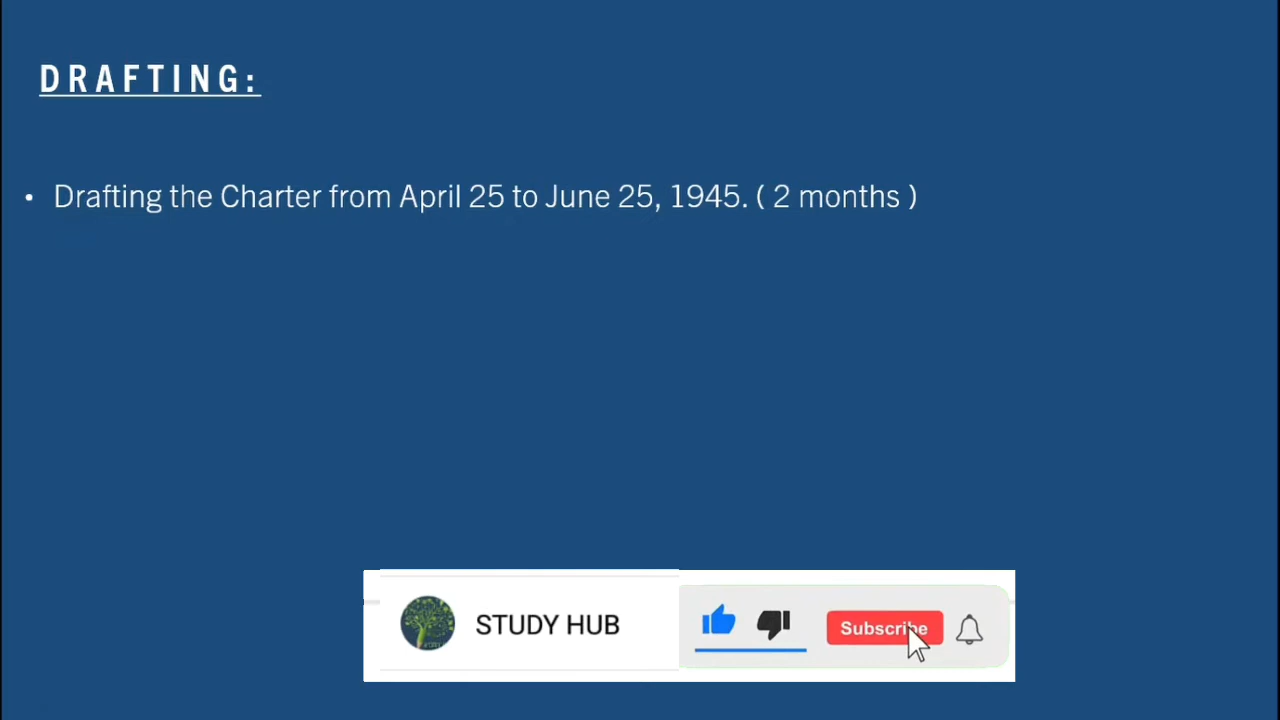 DRAFTING:
• Drafting the Charter from April 25 to June 25, 1945. ( 2 months )
STUDY HUB
Subscribe